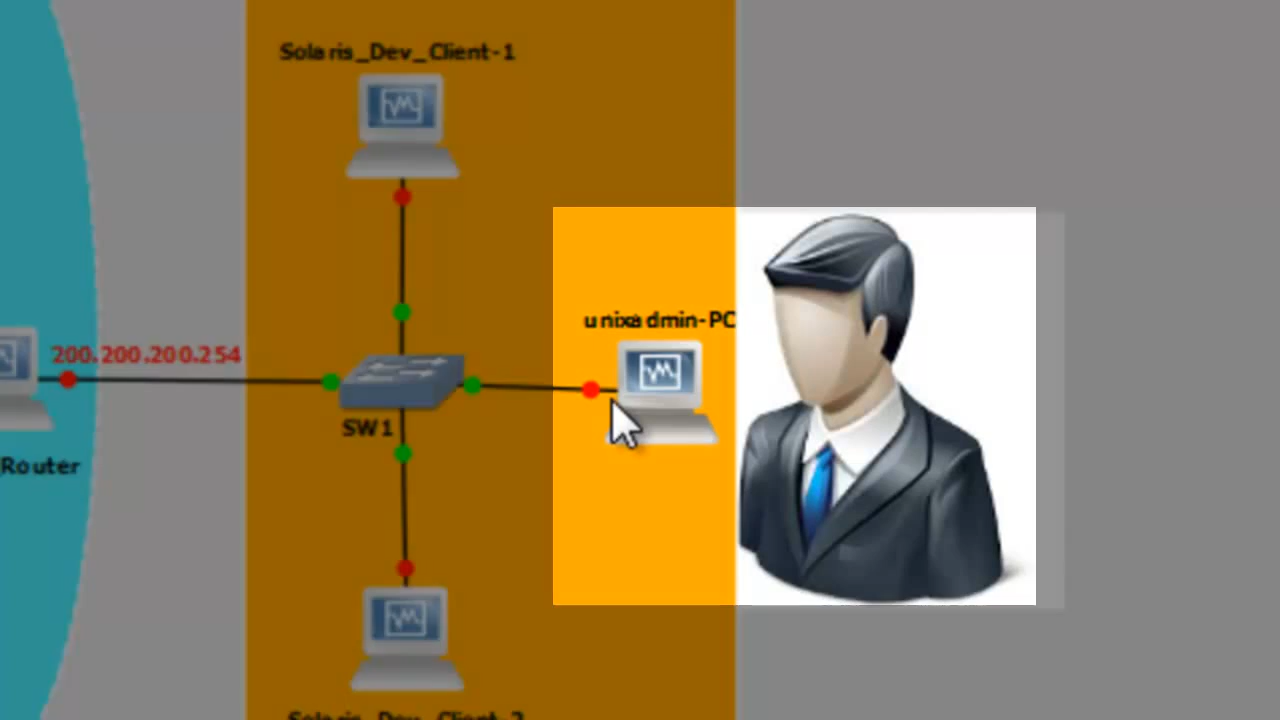 Solaris_Dev_Client-1
unixadmin-PC
200.200.200.254
SW1
Router
Solaris_Dev_Client-2